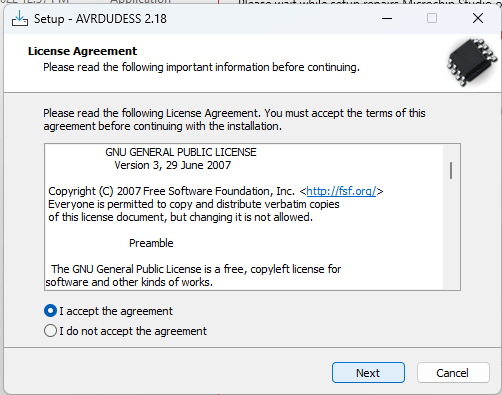 Setup - AVRDUDESS 2.18
License Agreement
Please read the following important information before continuing.
Please read the following License Agreement. You must accept the terms of this
agreement before continuing with the installation.
GNU GENERAL PUBLIC LICENSE
Version 3, 29 June 2007
Copyright (C) 2007 Free Software Foundation, Inc. <http://fsf.org/>
Everyone is permitted to copy and distribute verbatim copies
of this license document, but changing it is not allowed.
Preamble
The GNU General Public License is a free, copyleft license for
software and other kinds of works.
I accept the agreement
I do not accept the agreement
Next
Cancel